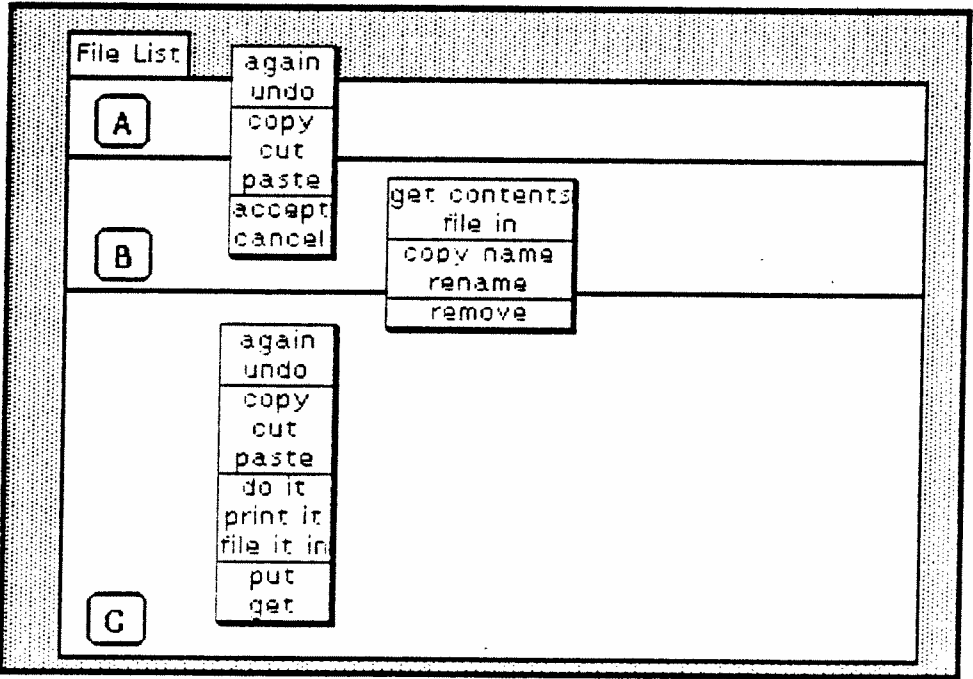 File List
A
again
undo
copy
cut
paste
accept
cancel
B
get contents
file in
copy name
rename
remove
again
undo
copy
cut
paste
do it
print it
file it in
put
get
C